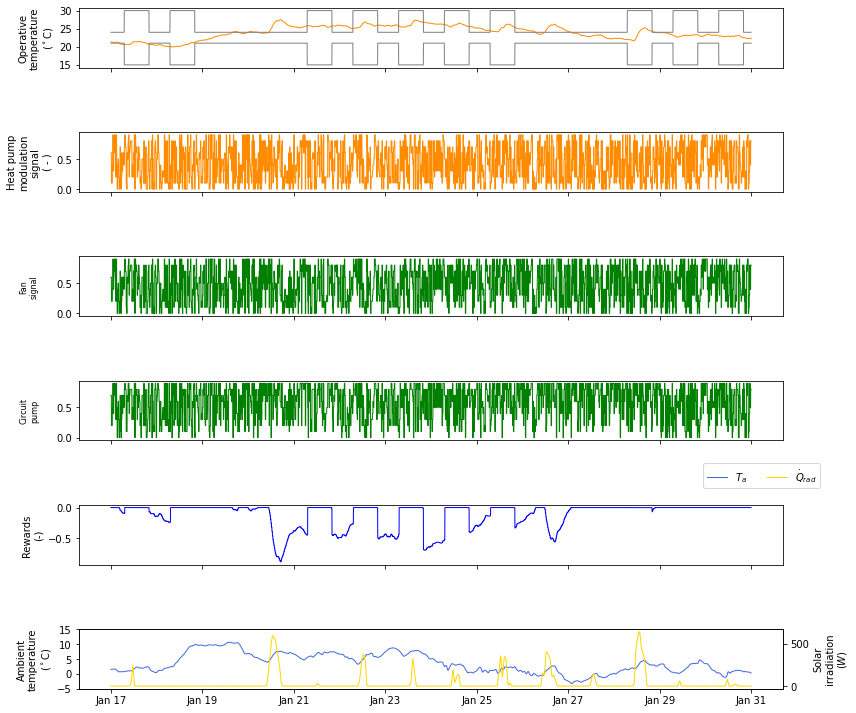 Operative
temperature
(°C)
30
25
20
15
Heat pump
modulation
signal
( - )
0.5
0.0
Fan
signal
0.5
0.0
Circuit
pump
0.5
0.0
T_a Q̇_rad
Rewards
(-)
0.0
−0.5
Ambient
temperature
(°C)
15
10
5
0
−5
500
0
Solar
irradiation
(W)
Jan 17 Jan 19 Jan 21 Jan 23 Jan 25 Jan 27 Jan 29 Jan 31